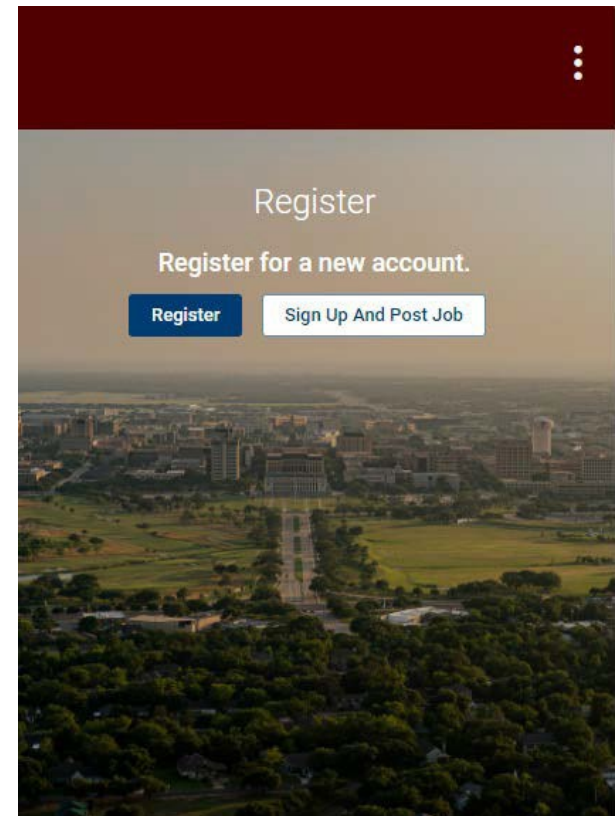 Register
Register for a new account.
Register
Sign Up And Post Job